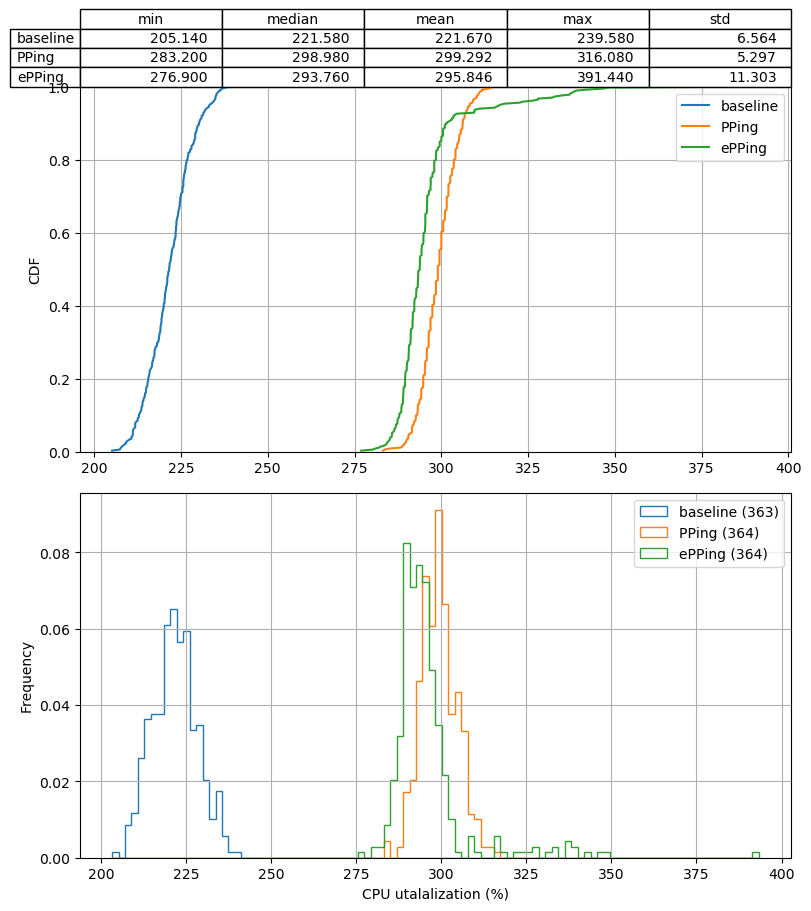 min median mean max std
baseline 205.140 221.580 221.670 239.580 6.564
PPing 283.200 298.980 299.292 316.080 5.297
ePPing 276.900 293.760 295.846 391.440 11.303
1.0
0.8
0.6
0.4
0.2
0.0
CDF
baseline
PPing
ePPing
200 225 250 275 300 325 350 375 400
0.08
0.06
0.04
0.02
0.00
Frequency
baseline (363)
PPing (364)
ePPing (364)
200 225 250 275 300 325 350 375 400
CPU utalalization (%)